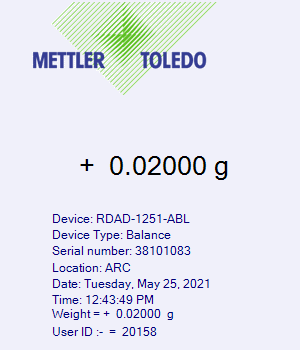 METTLER TOLEDO
+ 0.02000 g
Device: RDAD-1251-ABL
Device Type: Balance
Serial number: 38101083
Location: ARC
Date: Tuesday, May 25, 2021
Time: 12:43:49 PM
Weight = + 0.02000 g
User ID :- = 20158